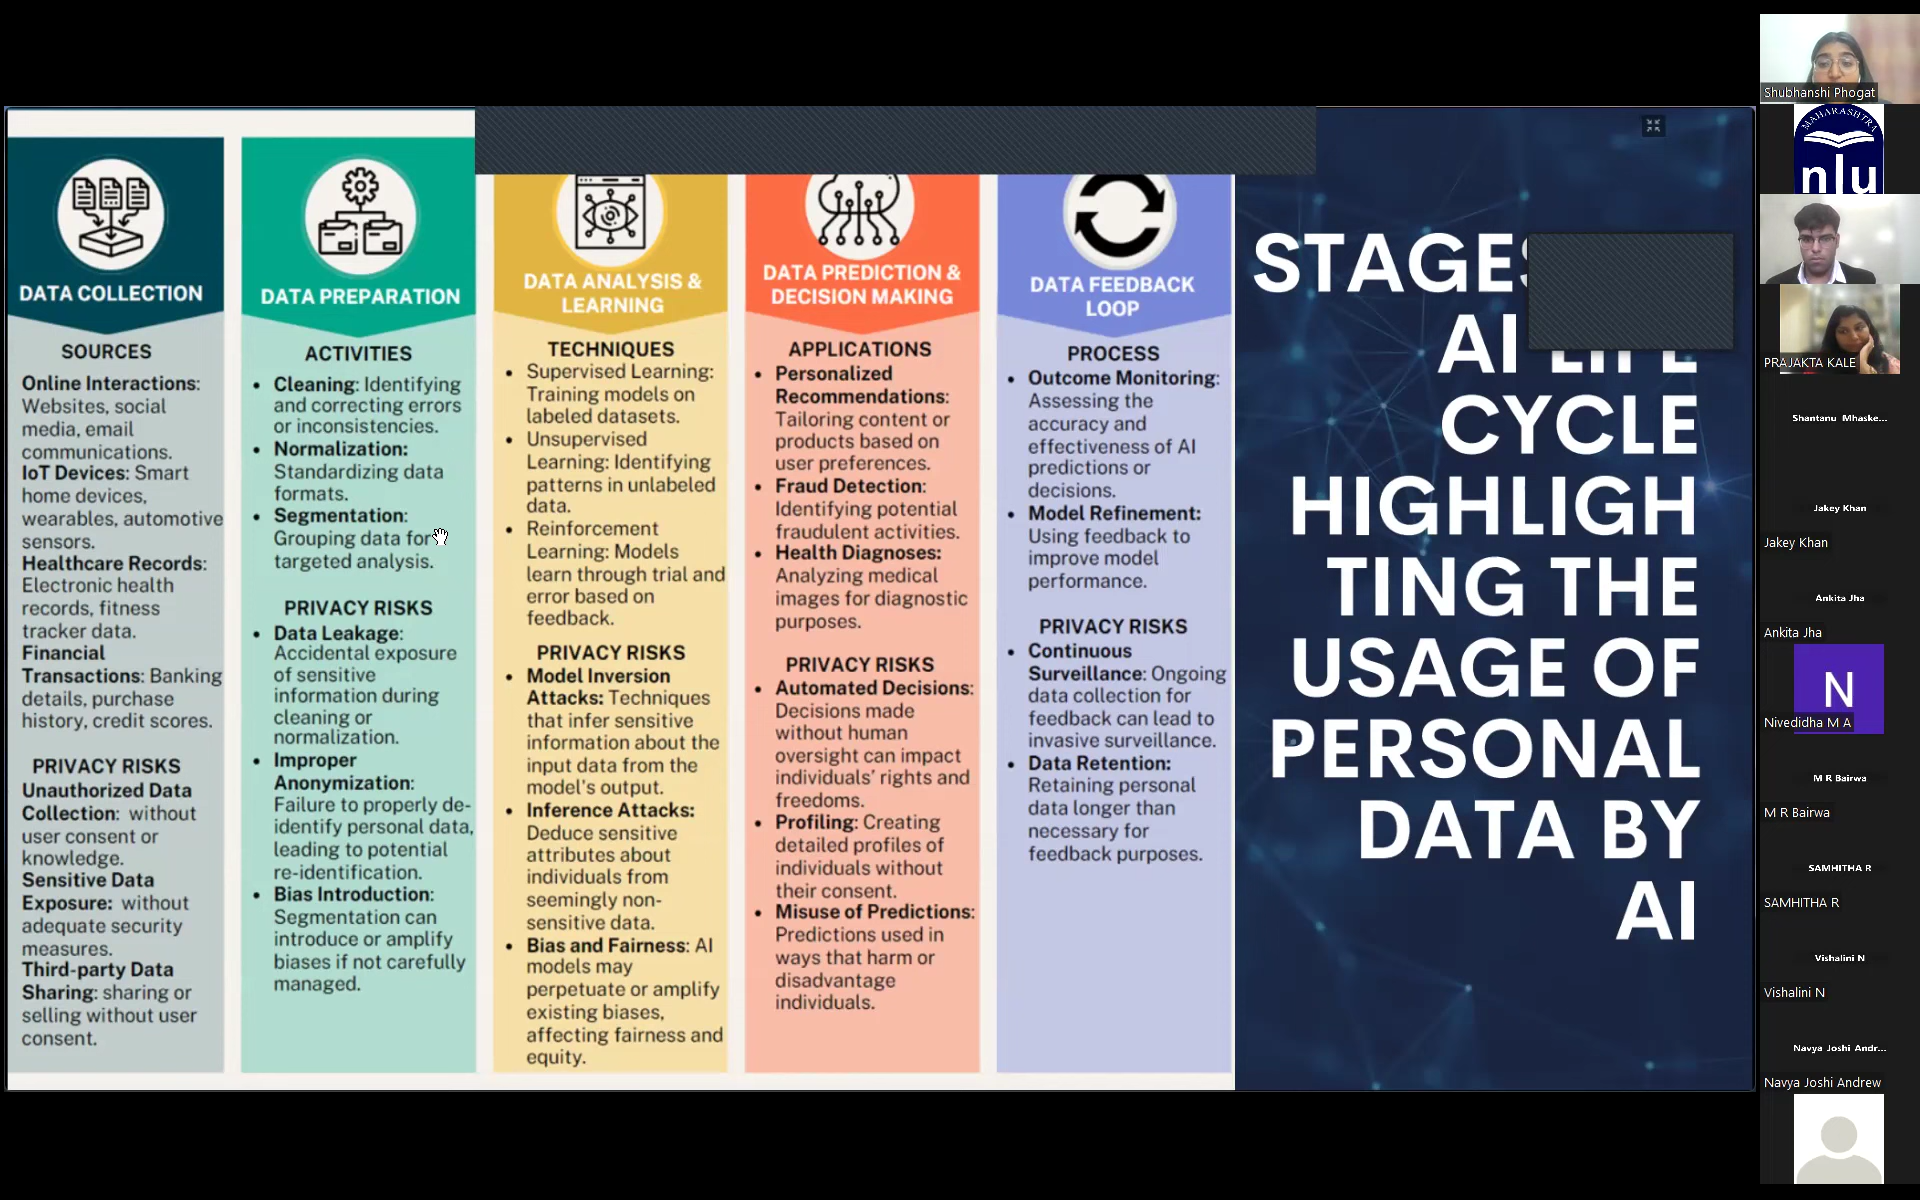 DATA COLLECTION
SOURCES
Online Interactions:
Websites, social
media, email
communications.
IoT Devices: Smart
home devices,
wearables, automotive
sensors.
Healthcare Records:
Electronic health
records, fitness
tracker data.
Financial
Transactions: Banking
details, purchase
history, credit scores.
PRIVACY RISKS
Unauthorized Data
Collection: without
user consent or
knowledge.
Sensitive Data
Exposure: without
adequate security
measures.
Third-party Data
Sharing: sharing or
selling without user
consent.
DATA PREPARATION
ACTIVITIES
• Cleaning: Identifying
and correcting errors
or inconsistencies.
• Normalization:
Standardizing data
formats.
• Segmentation:
Grouping data for
targeted analysis.
PRIVACY RISKS
• Data Leakage:
Accidental exposure
of sensitive
information during
cleaning or
normalization.
• Improper
Anonymization:
Failure to properly de-
identify personal data,
leading to potential
re-identification.
• Bias Introduction:
Segmentation can
introduce or amplify
biases if not carefully
managed.
DATA ANALYSIS &
LEARNING
TECHNIQUES
• Supervised Learning:
Training models on
labeled datasets.
• Unsupervised
Learning: Identifying
patterns in unlabeled
data.
• Reinforcement
Learning: Models
learn through trial and
error based on
feedback.
PRIVACY RISKS
• Model Inversion
Attacks: Techniques
that infer sensitive
information about the
input data from the
model's output.
• Inference Attacks:
Deduce sensitive
attributes about
individuals from
seemingly non-
sensitive data.
• Bias and Fairness: AI
models may
perpetuate or amplify
existing biases,
affecting fairness and
equity.
DATA PREDICTION &
DECISION MAKING
APPLICATIONS
• Personalized
Recommendations:
Tailoring content or
products based on
user preferences.
• Fraud Detection:
Identifying potential
fraudulent activities.
• Health Diagnoses:
Analyzing medical
images for diagnostic
purposes.
PRIVACY RISKS
• Automated Decisions:
Decisions made
without human
oversight can impact
individuals' rights and
freedoms.
• Profiling: Creating
detailed profiles of
individuals without
their consent.
• Misuse of Predictions:
Predictions used in
ways that harm or
disadvantage
individuals.
DATA FEEDBACK
LOOP
PROCESS
• Outcome Monitoring:
Assessing the
accuracy and
effectiveness of AI
predictions or
decisions.
• Model Refinement:
Using feedback to
improve model
performance.
PRIVACY RISKS
• Continuous
Surveillance: Ongoing
data collection for
feedback can lead to
invasive surveillance.
• Data Retention:
Retaining personal
data longer than
necessary for
feedback purposes.
STAGES
AI LIFE
CYCLE
HIGHLIGH
TING THE
USAGE OF
PERSONAL
DATA BY
AI
Shubhanshi Phogat
MAHARASHTRA
nlu
PRAJAKTA KALE
Shantanu Mhaske...
Jakey Khan
Jakey Khan
Ankita Jha
Ankita Jha
N
Nivedidha M A
M R Bairwa
M R Bairwa
SAMHITHA R
SAMHITHA R
Vishalini N
Vishalini N
Navya Joshi Andr...
Navya Joshi Andrew